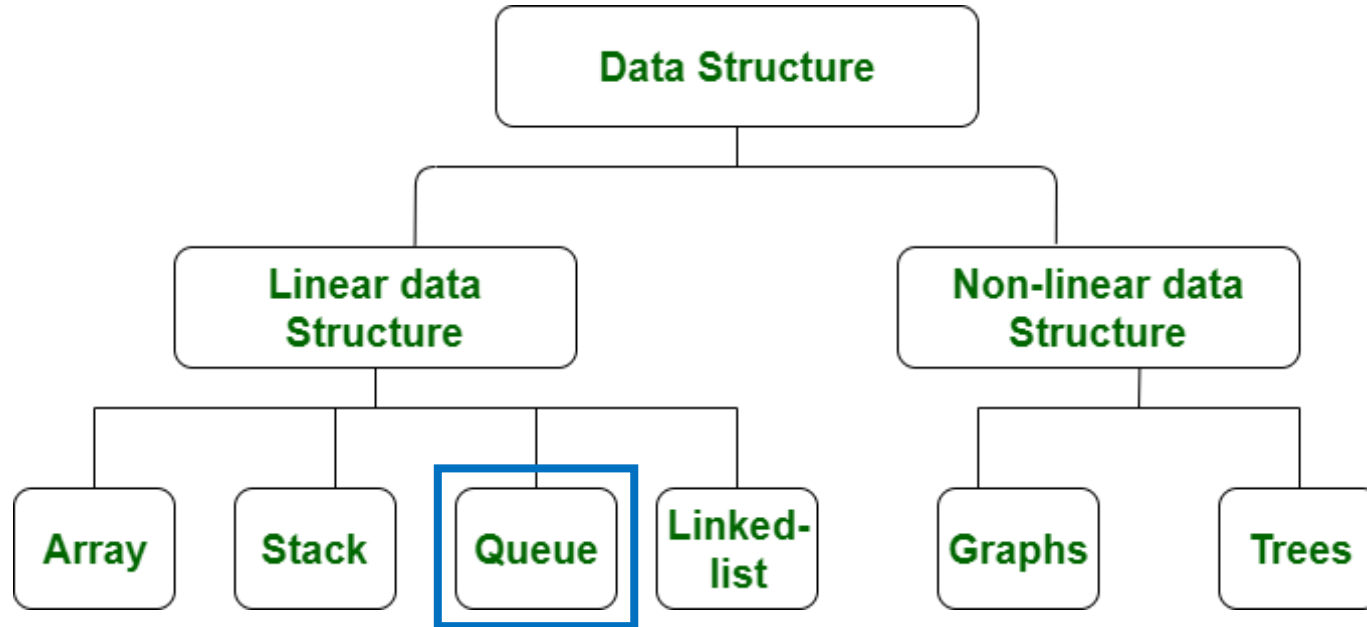 Data Structure
Linear data
Structure
Non-linear data
Structure
Array
Stack
Queue
Linked-
list
Graphs
Trees